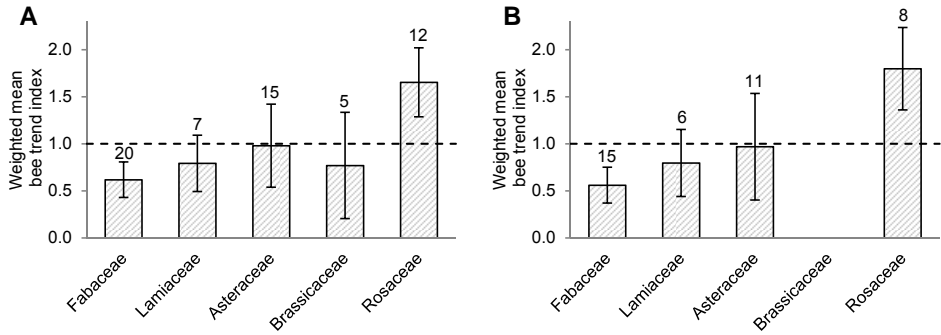 A
Weighted mean
bee trend index
2.0
1.5
1.0
0.5
0.0
20
7
15
5
12
Fabaceae
Lamiaceae
Asteraceae
Brassicaceae
Rosaceae
B
Weighted mean
bee trend index
2.0
1.5
1.0
0.5
0.0
15
6
11
8
Fabaceae
Lamiaceae
Asteraceae
Brassicaceae
Rosaceae